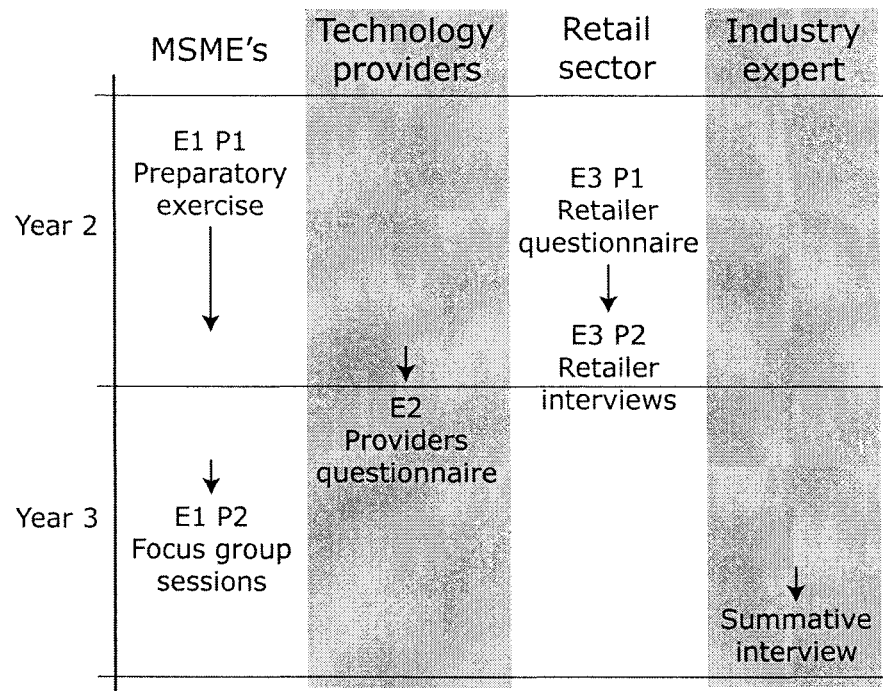 MSME's
Technology
providers
Retail
sector
Industry
expert
Year 2
E1 P1
Preparatory
exercise
E3 P1
Retailer
questionnaire
E3 P2
Retailer
interviews
Year 3
E2
Providers
questionnaire
E1 P2
Focus group
sessions
Summative
interview